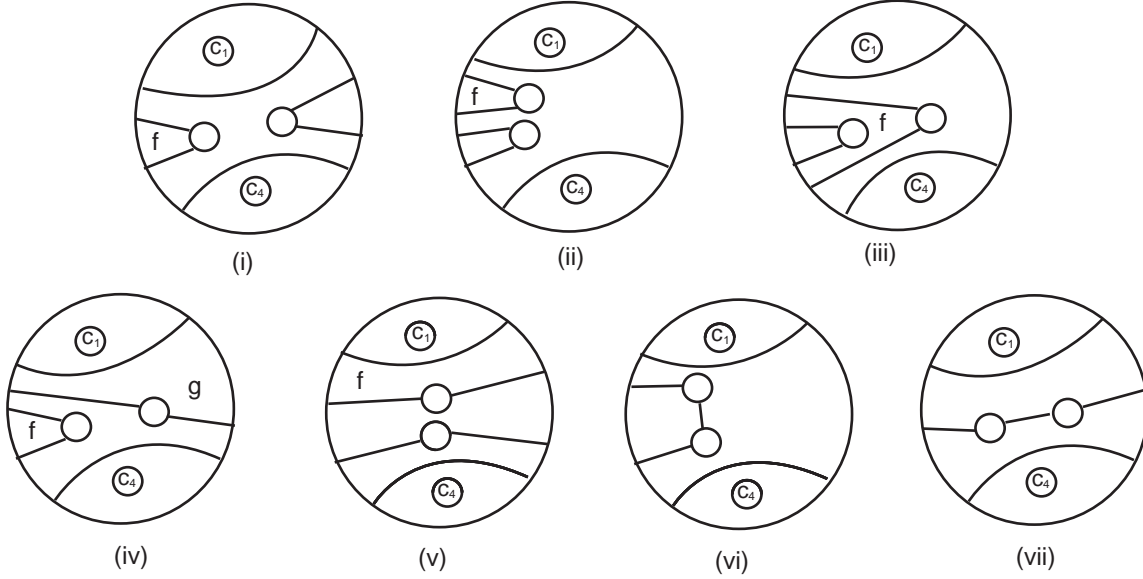 C₁ C₁ C₁
f f f
C₄ C₄ C₄
(i) (ii) (iii)
C₁ C₁ C₁ C₁
g f
f
C₄ C₄ C₄ C₄
(iv) (v) (vi) (vii)